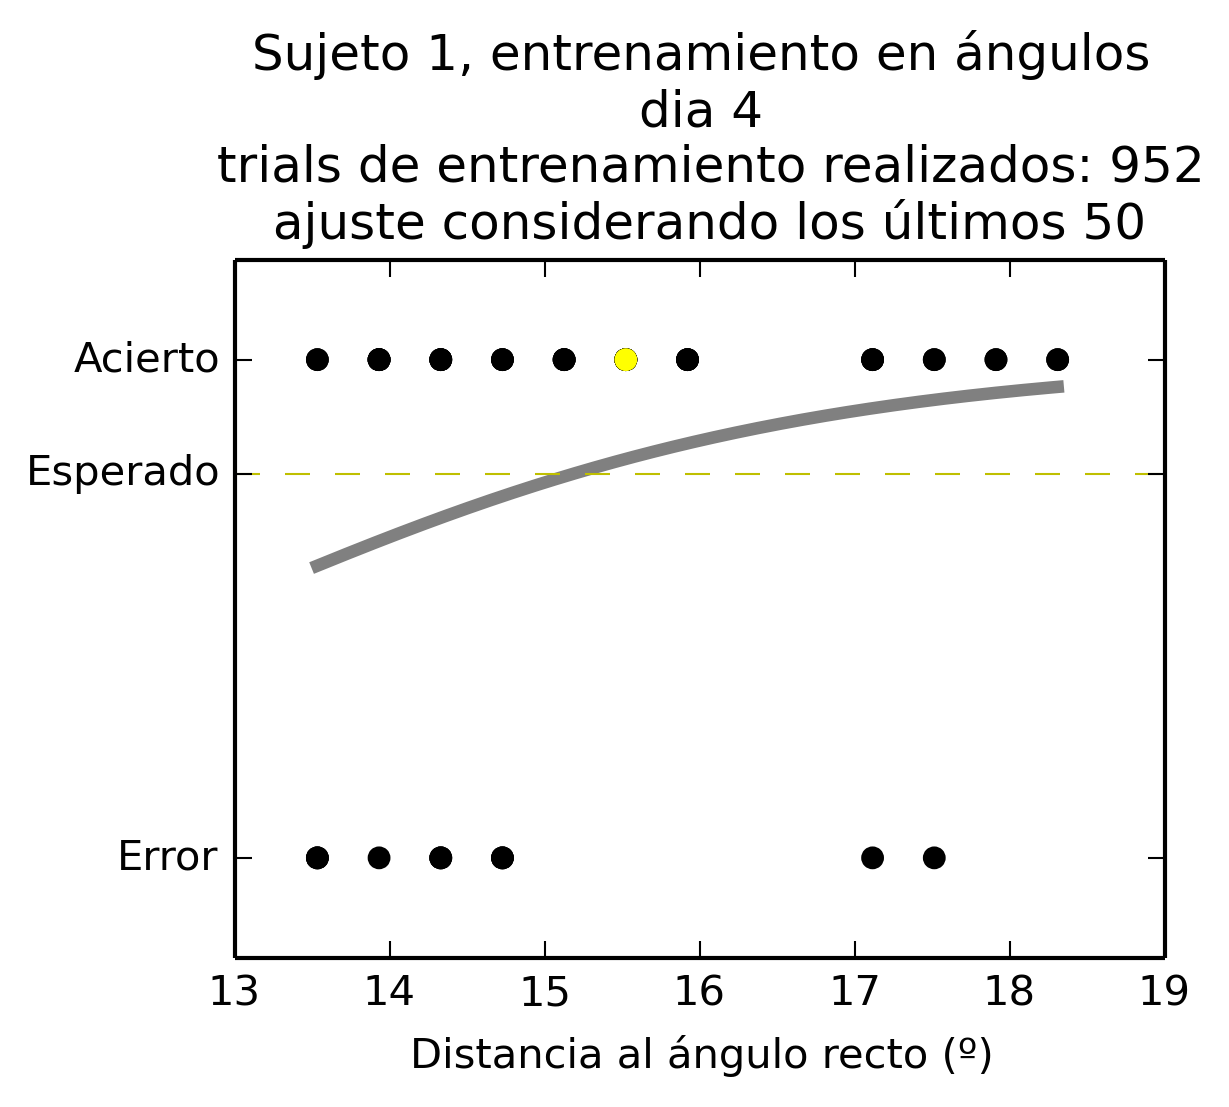 Sujeto 1, entrenamiento en ángulos
dia 4
trials de entrenamiento realizados: 952
ajuste considerando los últimos 50
Acierto
Esperado
Error
13 14 15 16 17 18 19
Distancia al ángulo recto (º)